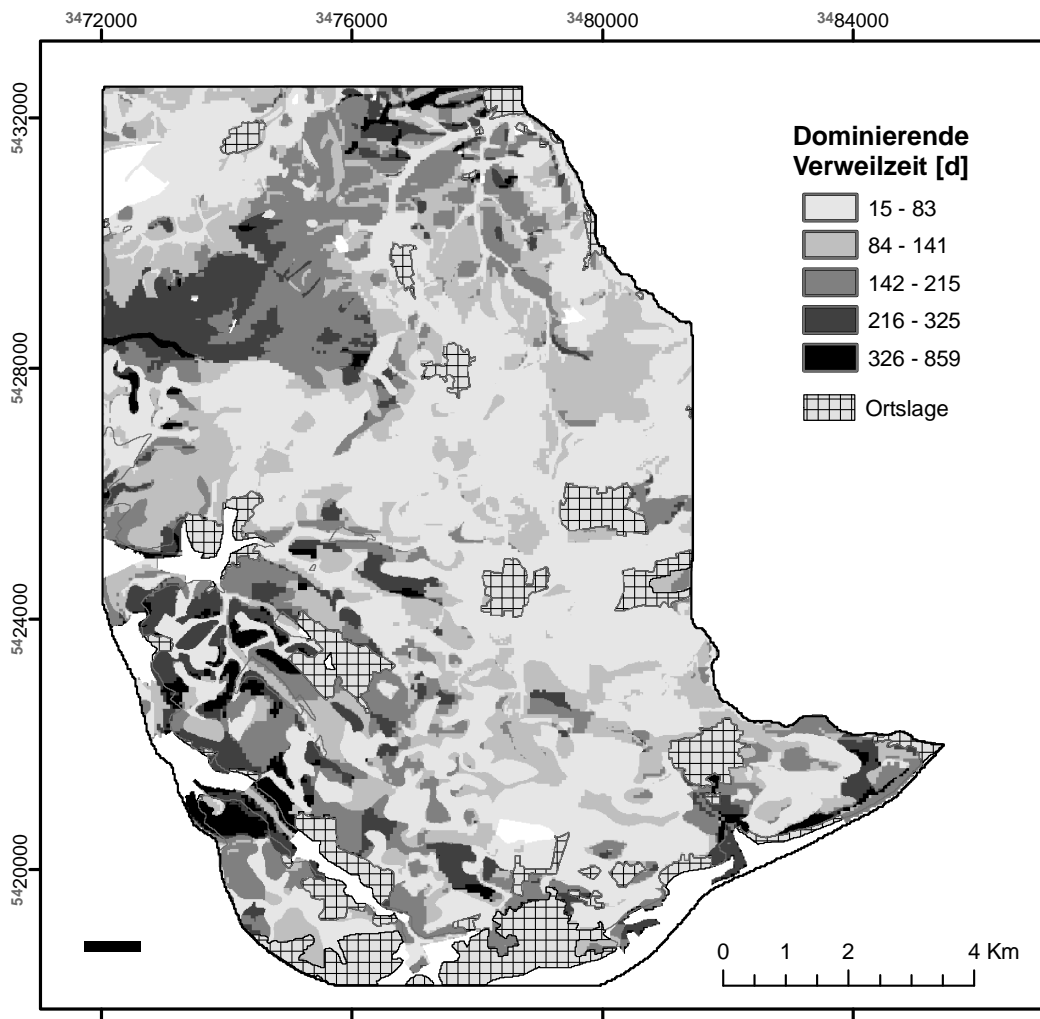 3472000 3476000 3480000 3484000
5432000
5428000
5424000
5420000
Dominierende
Verweilzeit [d]
15 - 83
84 - 141
142 - 215
216 - 325
326 - 859
Ortslage
0 1 2 4 Km